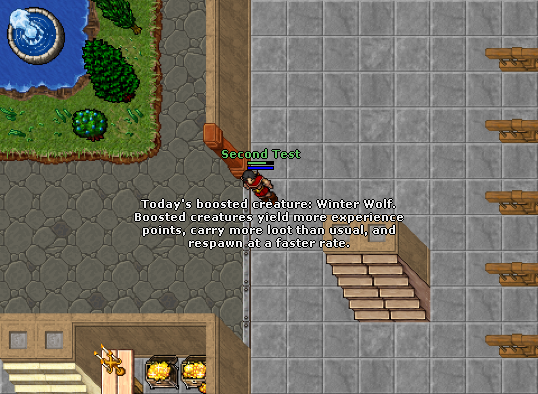 Second Test
Today's boosted creature: Winter Wolf.
Boosted creatures yield more experience
points, carry more loot than usual, and
respawn at a faster rate.